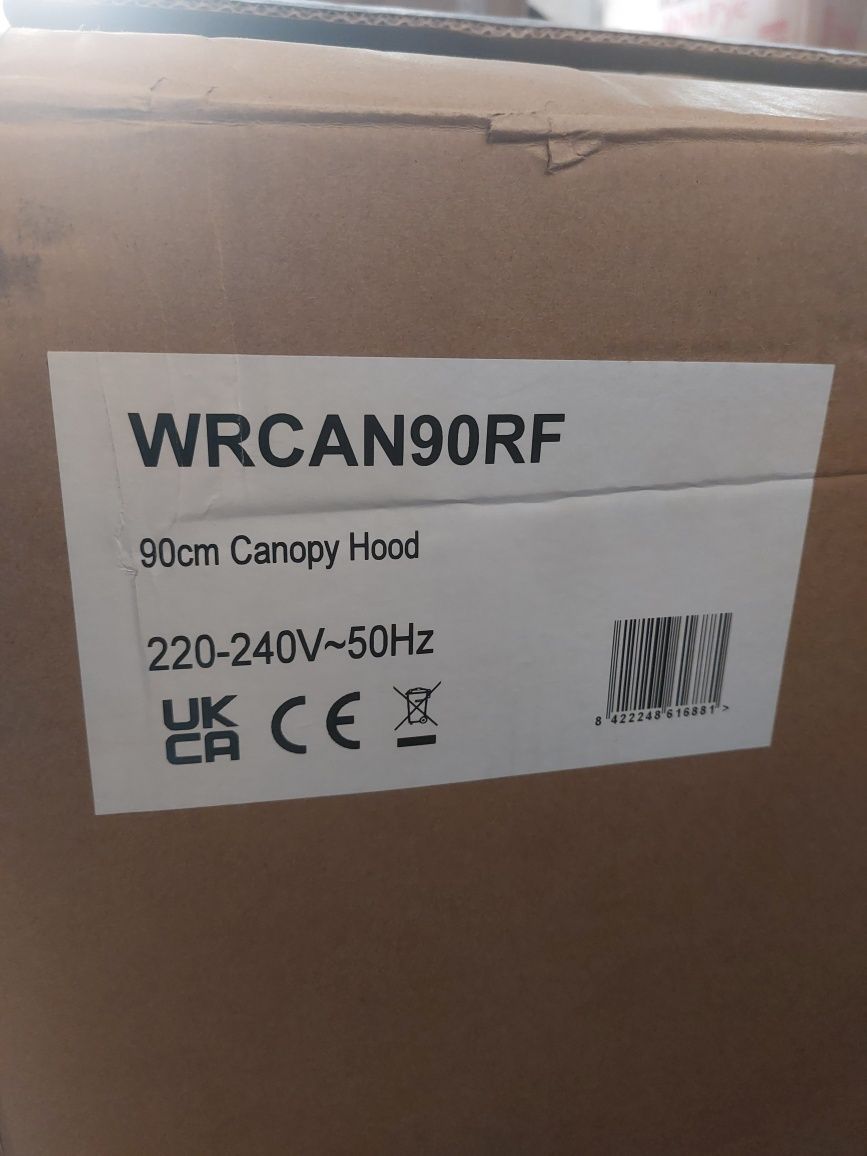 WRCAN90RF
90cm Canopy Hood
220-240V~50Hz
UK
CA CE
8 422248 616881 >